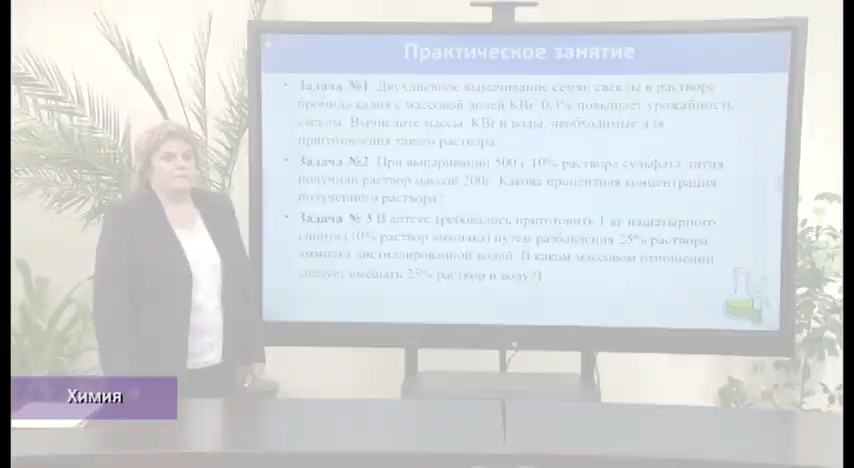 Практическое занятие
• Задача №1 Двухдневное вымачивание семян свеклы в растворе
бромида калия с массовой долей KBr 0,3% повышает урожайность
свеклы. Вычислите массы KBr и воды, необходимые для
приготовления такого раствора.
• Задача №2 При выпаривании 500 г 10% раствора сульфата лития
получили раствор массой 200г. Какова процентная концентрация
полученного раствора?
• Задача № 3 В аптеке требовалось приготовить 1 кг нашатырного
спирта (10% раствор аммиака) путем разбавления 25% раствора
аммиака дистиллированной водой. В каком массовом отношении
следует смешать 25% раствор и воду?]
Химия